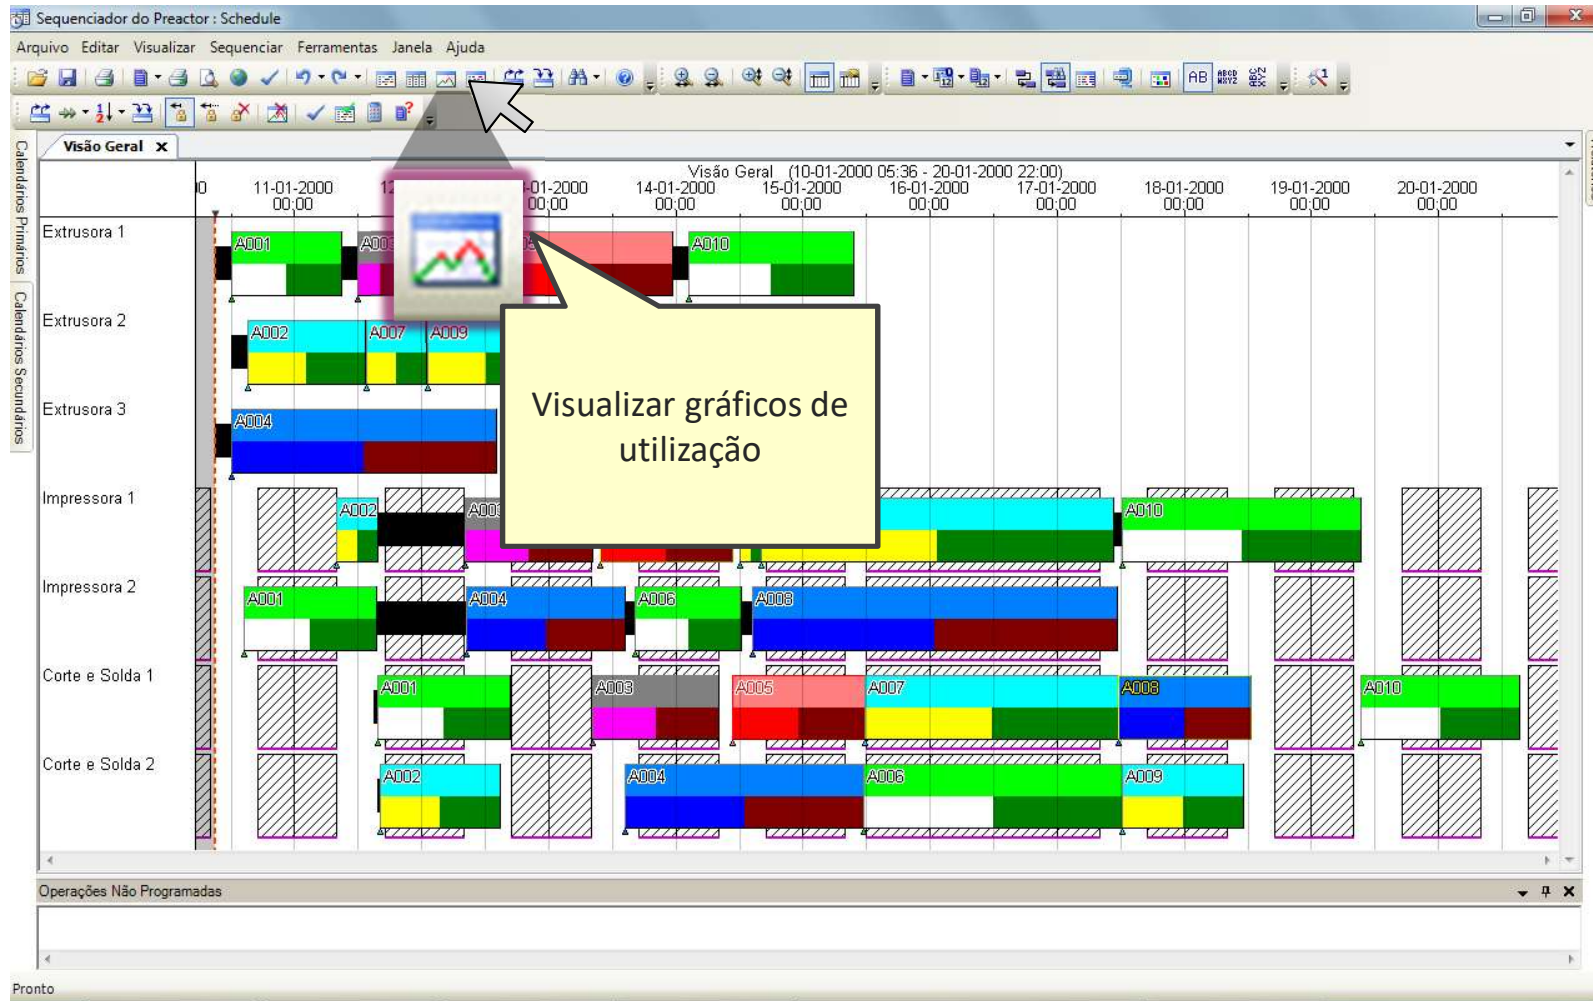 Sequenciador do Preactor : Schedule
Arquivo Editar Visualizar Sequenciar Ferramentas Janela Ajuda
AB
Visão Geral
Calendários Primários
Calendários Secundários
Visão Geral (10-01-2000 05:36 - 20-01-2000 22:00)
11-01-2000 14-01-2000 15-01-2000 16-01-2000 17-01-2000 18-01-2000 19-01-2000 20-01-2000
00:00 00:00 00:00 00:00 00:00 00:00 00:00 00:00 00:00
Extrusora 1
A001 A010
Extrusora 2
A002 A007 A009
Extrusora 3
A004
Visualizar gráficos de
utilização
Impressora 1
A002 A003 A010
Impressora 2
A001 A004 A006 A008
Corte e Solda 1
A001 A003 A005 A007 A008 A010
Corte e Solda 2
A002 A004 A006 A009
Operações Não Programadas
Pronto